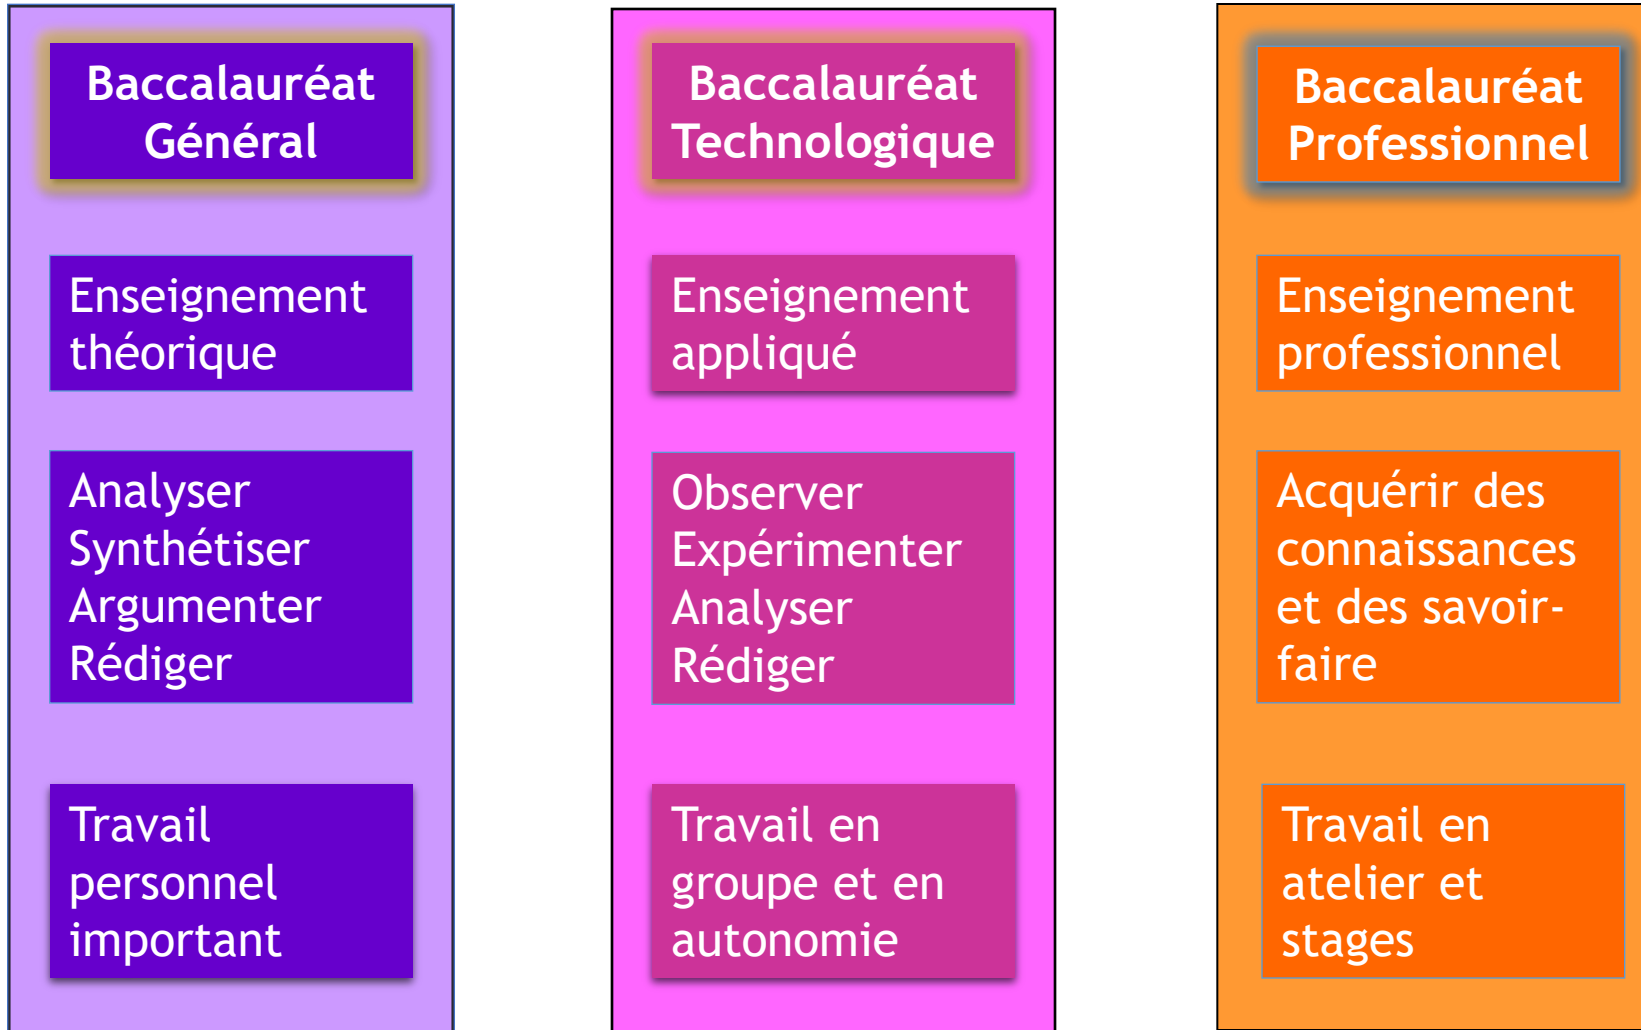 Baccalauréat
Général
Enseignement
théorique
Analyser
Synthétiser
Argumenter
Rédiger
Travail
personnel
important
Baccalauréat
Technologique
Enseignement
appliqué
Observer
Expérimenter
Analyser
Rédiger
Travail en
groupe et en
autonomie
Baccalauréat
Professionnel
Enseignement
professionnel
Acquérir des
connaissances
et des savoir-
faire
Travail en
atelier et
stages